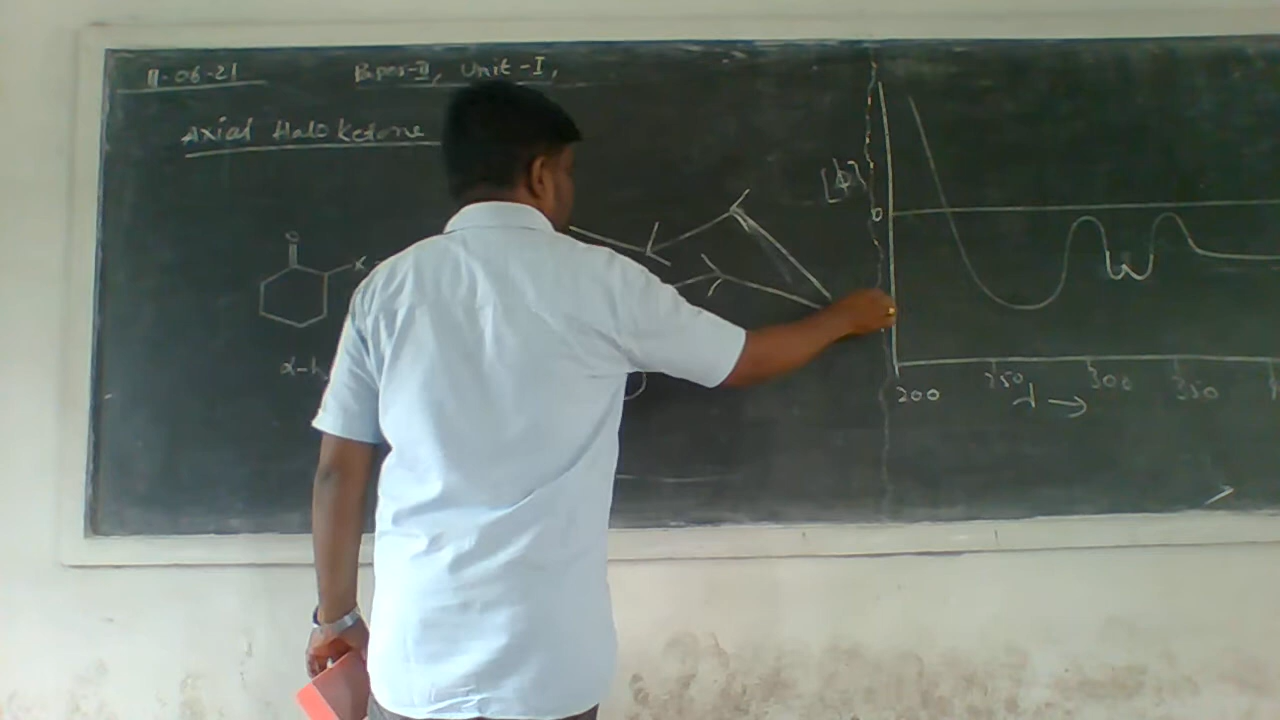 11-06-21
Paper-II, Unit-I,
Axial Halo Ketone
O
X
α-h
[ϕ]
0
200 250 300 350
λ →